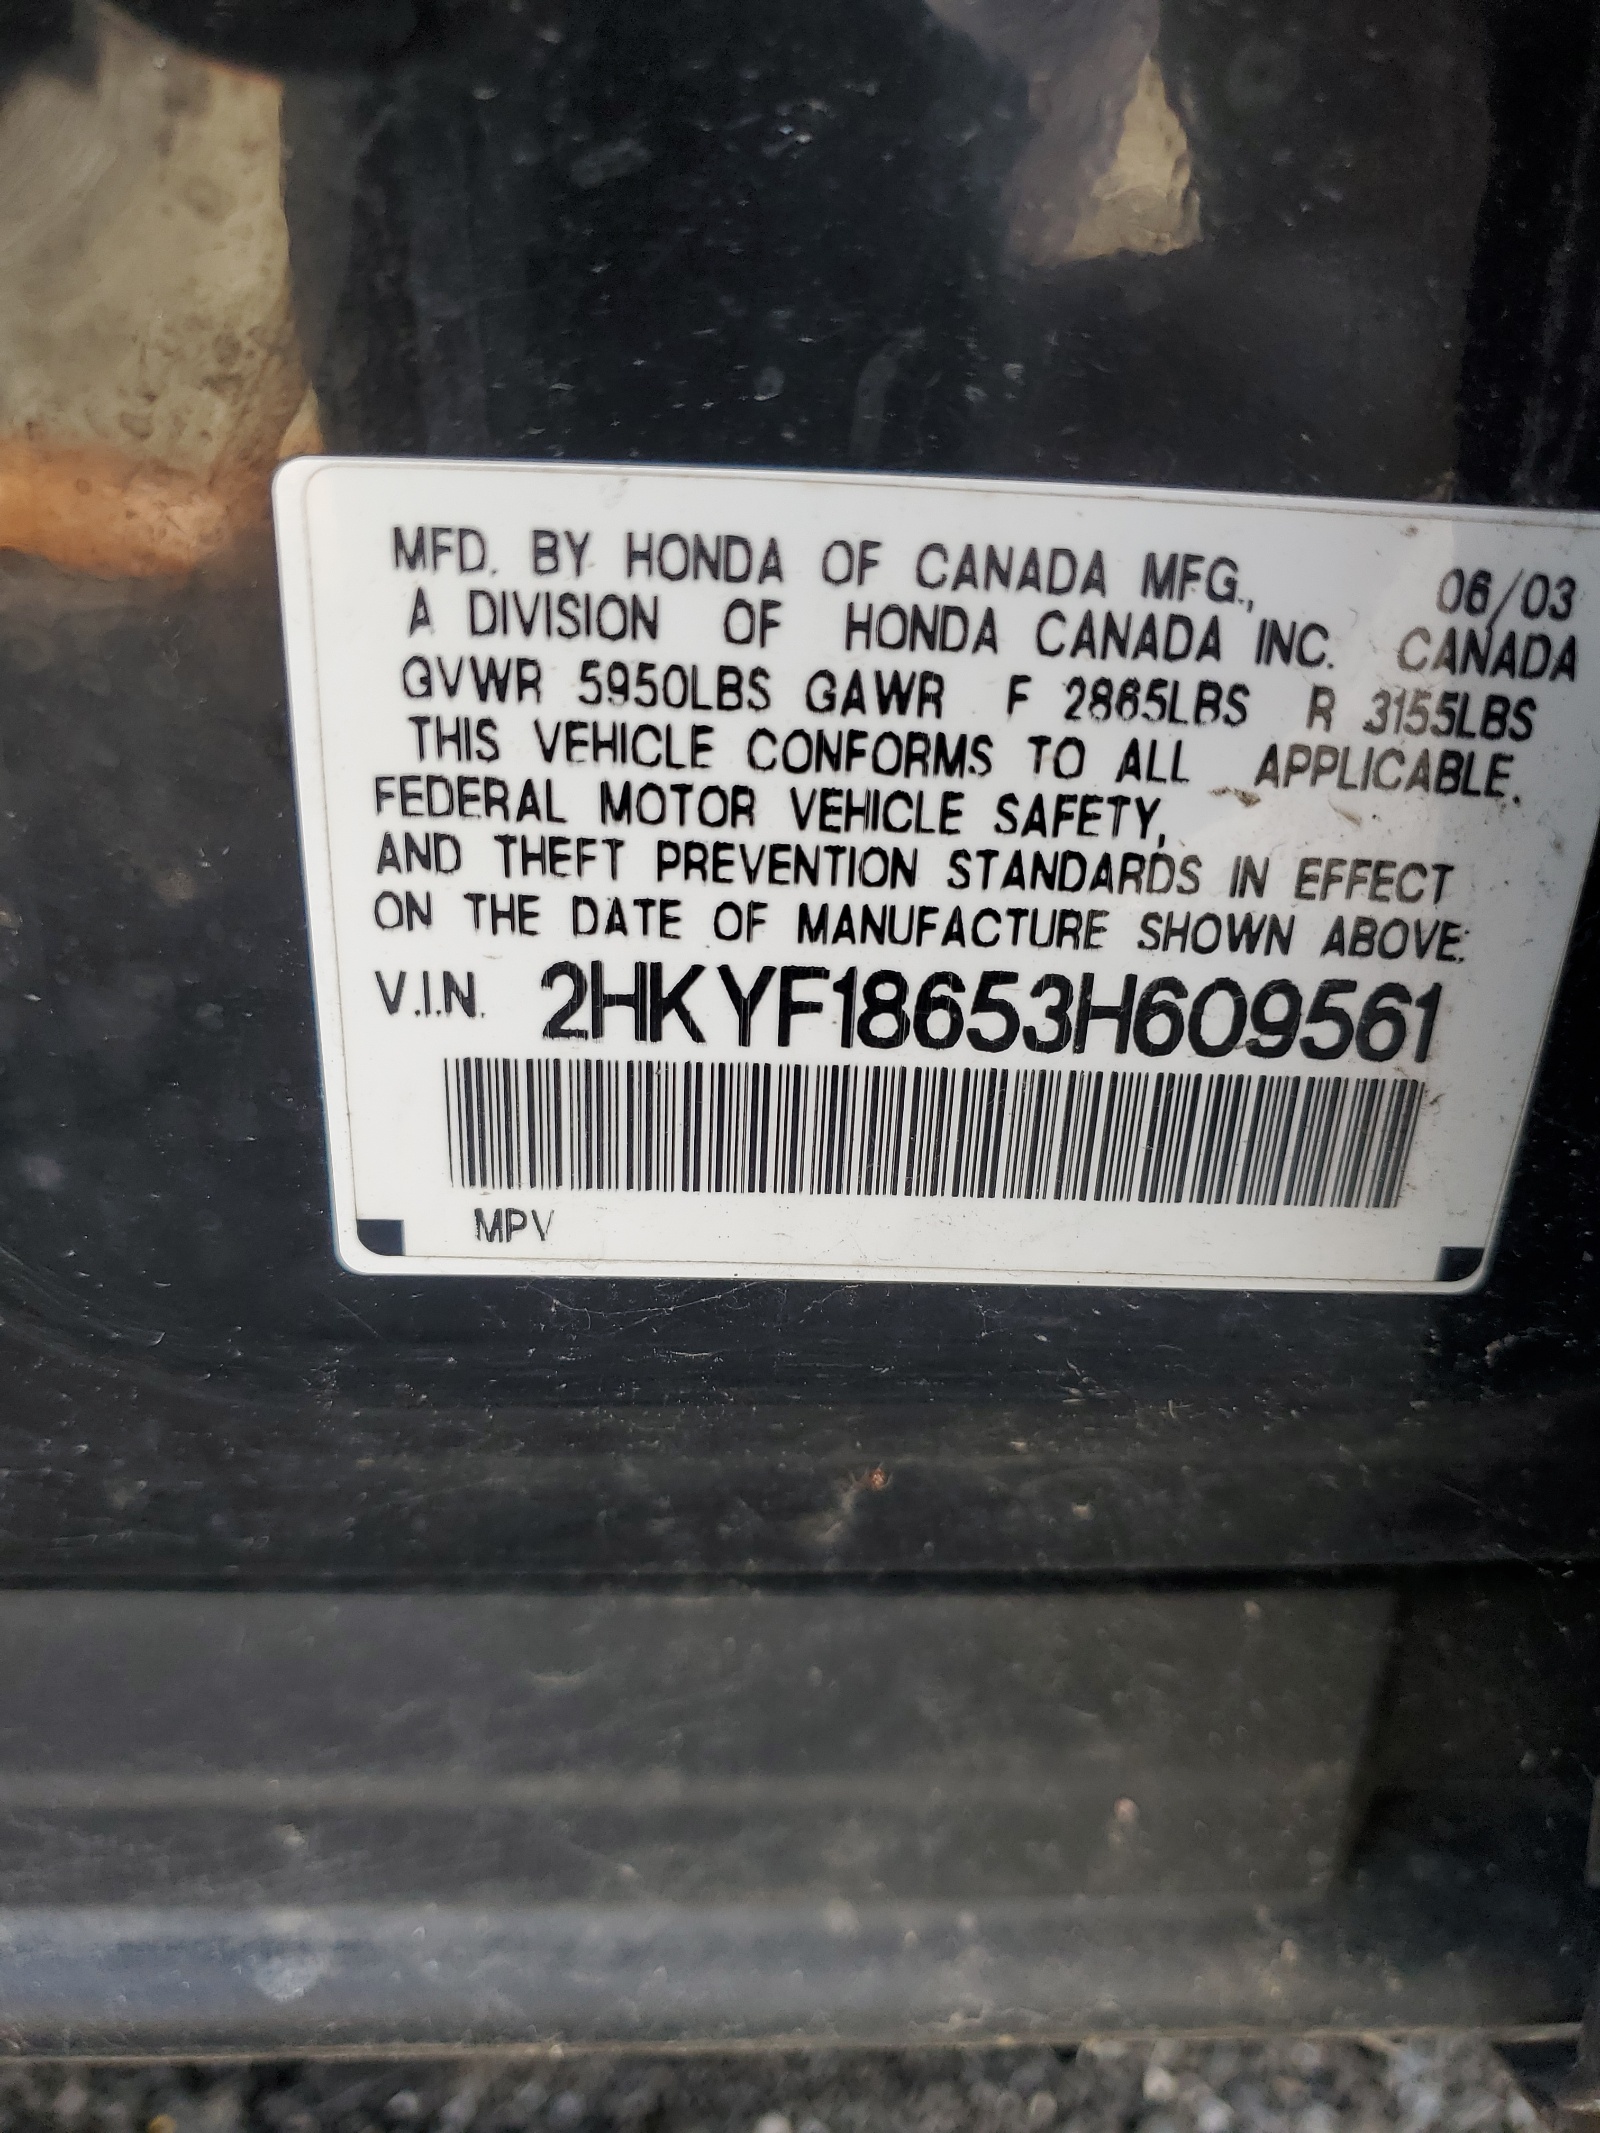 MFD. BY HONDA OF CANADA MFG., 06/03
A DIVISION OF HONDA CANADA INC. CANADA
GVWR 5950LBS GAWR F 2865LBS R 3155LBS
THIS VEHICLE CONFORMS TO ALL APPLICABLE.
FEDERAL MOTOR VEHICLE SAFETY,
AND THEFT PREVENTION STANDARDS IN EFFECT
ON THE DATE OF MANUFACTURE SHOWN ABOVE:
V.I.N. 2HKYF18653H609561
MPV